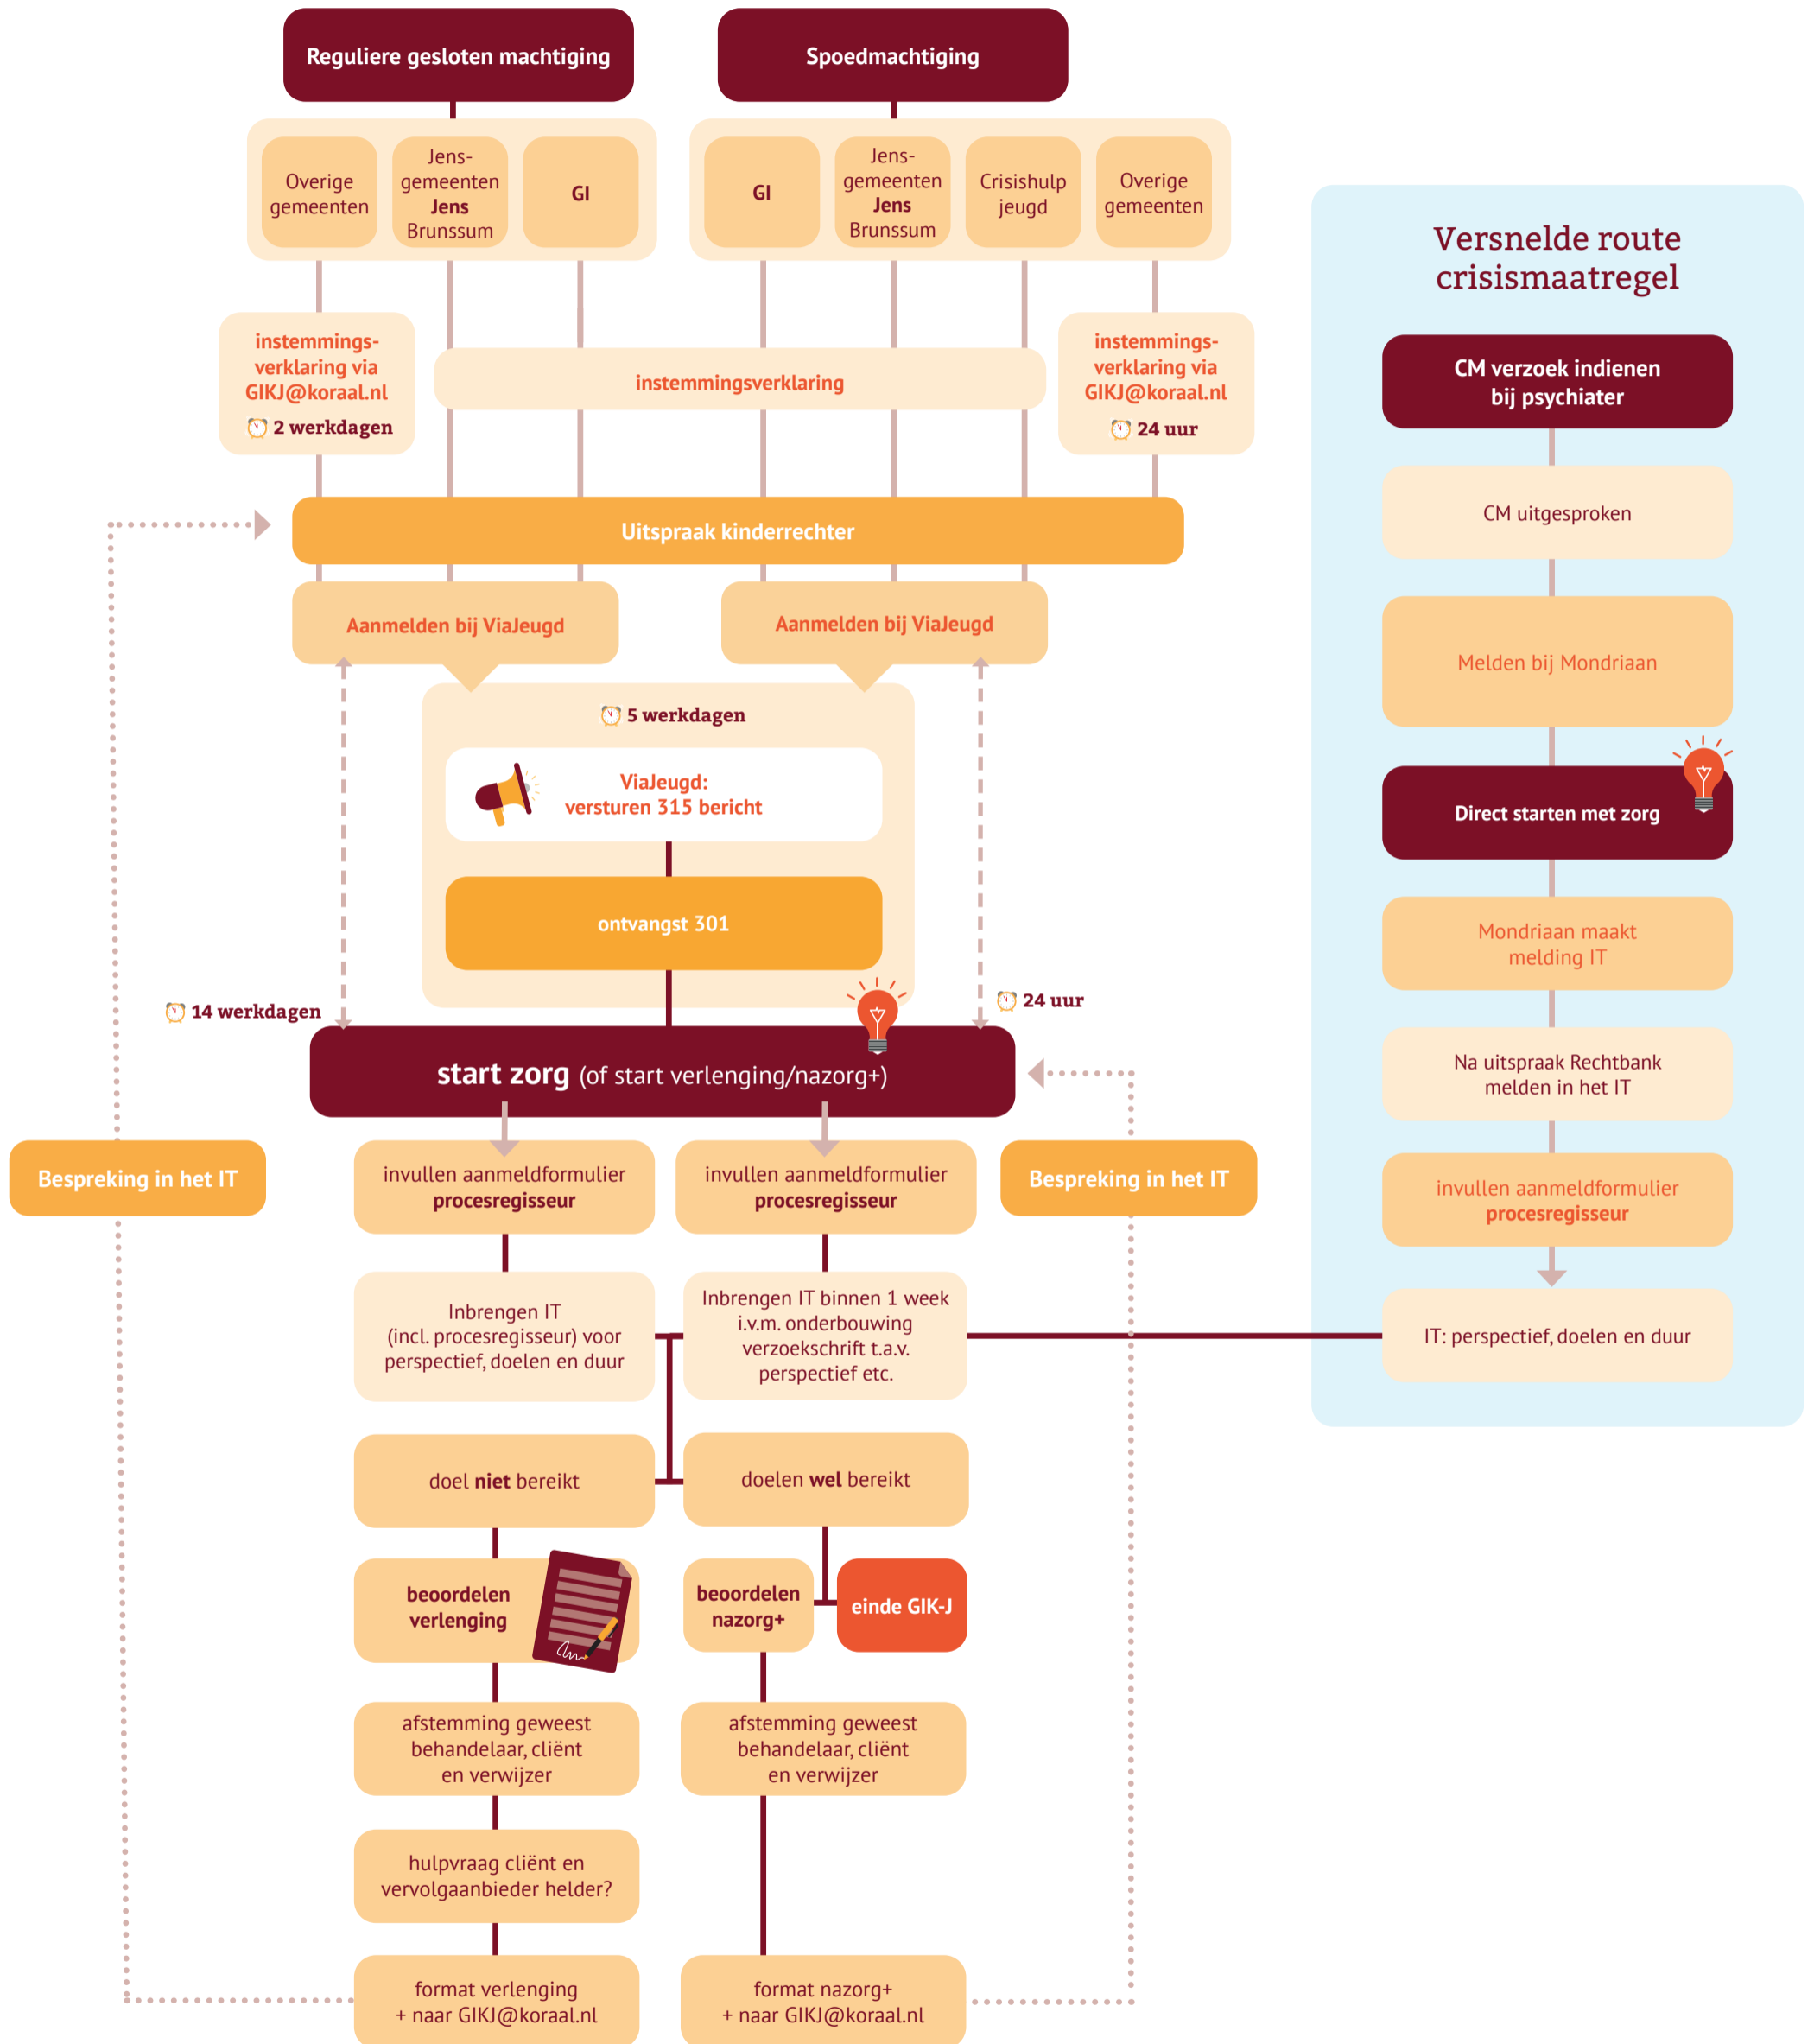 Reguliere gesloten machtiging
Spoedmachtiging
Overige
gemeenten
Jens-
gemeenten
Jens
Brunssum
GI
GI
Jens-
gemeenten
Jens
Brunssum
Crisishulp
jeugd
Overige
gemeenten
instemmings-
verklaring via
GIKJ@koraal.nl
2 werkdagen
instemmingsverklaring
instemmings-
verklaring via
GIKJ@koraal.nl
24 uur
Uitspraak kinderrechter
Aanmelden bij ViaJeugd
Aanmelden bij ViaJeugd
5 werkdagen
ViaJeugd:
versturen 315 bericht
ontvangst 301
14 werkdagen
24 uur
start zorg (of start verlenging/nazorg+)
Bespreking in het IT
invullen aanmeldformulier
procesregisseur
invullen aanmeldformulier
procesregisseur
Bespreking in het IT
Inbrengen IT
(incl. procesregisseur) voor
perspectief, doelen en duur
Inbrengen IT binnen 1 week
i.v.m. onderbouwing
verzoekschrift t.a.v.
perspectief etc.
doel niet bereikt
doelen wel bereikt
beoordelen
verlenging
beoordelen
nazorg+
einde GIK-J
afstemming geweest
behandelaar, cliënt
en verwijzer
afstemming geweest
behandelaar, cliënt
en verwijzer
hulpvraag cliënt en
vervolgaanbieder helder?
format verlenging
+ naar GIKJ@koraal.nl
format nazorg+
+ naar GIKJ@koraal.nl
Versnelde route
crisismaatregel
CM verzoek indienen
bij psychiater
CM uitgesproken
Melden bij Mondriaan
Direct starten met zorg
Mondriaan maakt
melding IT
Na uitspraak Rechtbank
melden in het IT
invullen aanmeldformulier
procesregisseur
IT: perspectief, doelen en duur